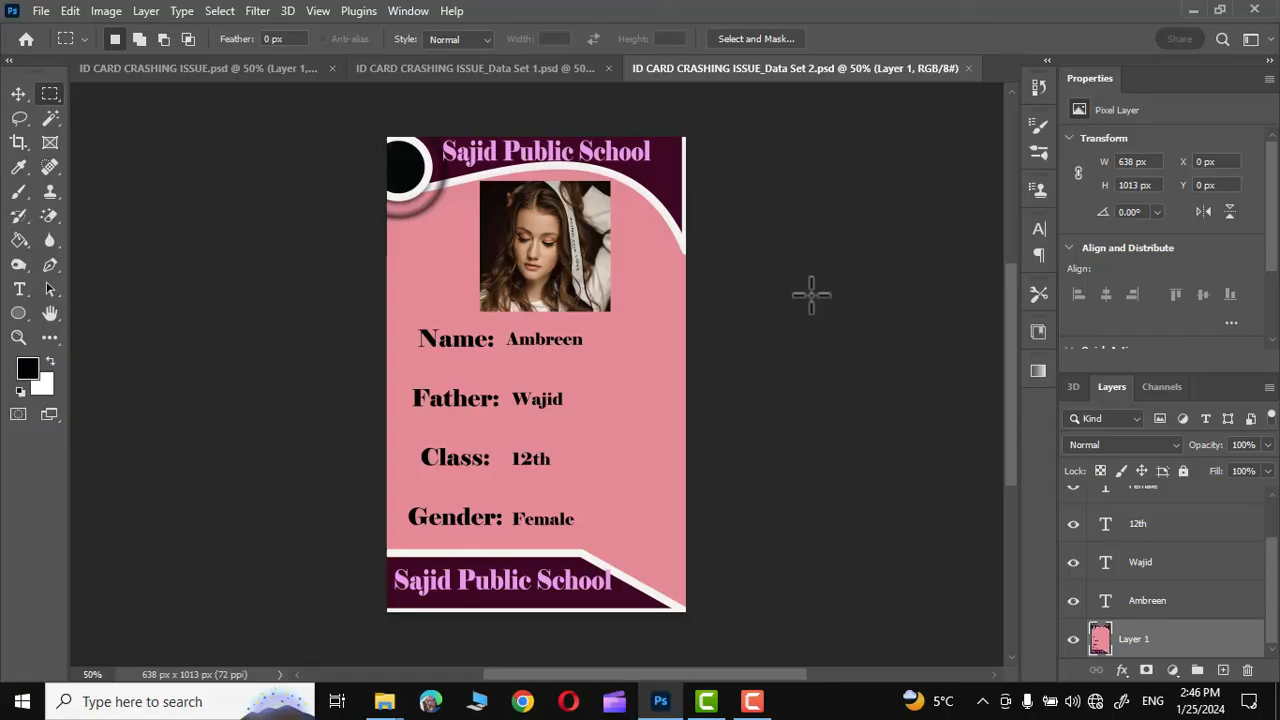 File Edit Image Layer Type Select Filter 3D View Plugins Window Help
Feather: 0 px Anti-alias Style: Normal Width: Height: Select and Mask... Share
ID CARD CRASHING ISSUE.psd @ 50% (Layer 1,... ID CARD CRASHING ISSUE_Data Set 1.psd @ 50... ID CARD CRASHING ISSUE_Data Set 2.psd @ 50% (Layer 1, RGB/8#)
Properties
Pixel Layer
Transform
W 638 px X 0 px
H 1013 px Y 0 px
0.00°
Align and Distribute
Align:
3D Layers Channels
Kind
Normal Opacity: 100%
Lock: Fill: 100%
Female
12th
Wajid
Ambreen
Layer 1
Sajid Public School
Name: Ambreen
Father: Wajid
Class: 12th
Gender: Female
Sajid Public School
50% 638 px x 1013 px (72 ppi)
Type here to search
Ps
5°C
ENG
2:46 PM
1/25/2024